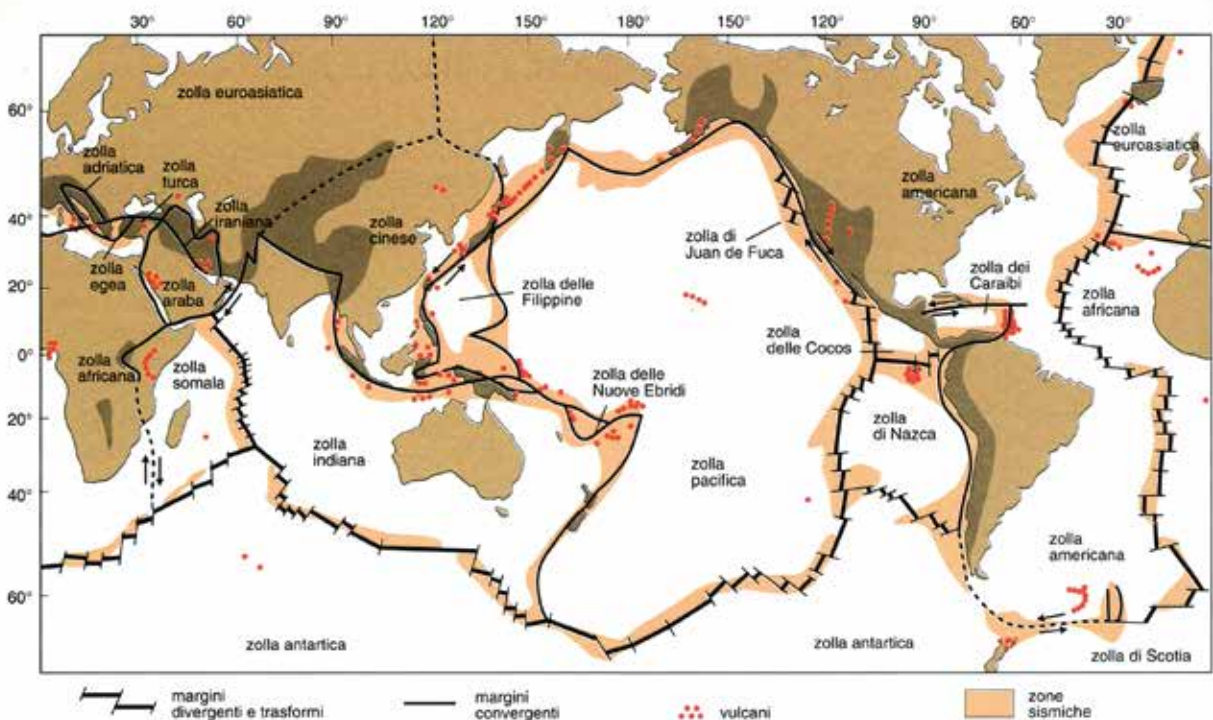 30° 60° 90° 120° 150° 180° 150° 120° 90° 60° 30°
60°
40°
20°
0°
20°
40°
60°
zolla euroasiatica
zolla
adriatica
zolla
turca
zolla
iraniana
zolla
egea
zolla
araba
zolla
africana
zolla
somala
zolla
cinese
zolla
indiana
zolla delle
Filippine
zolla delle
Nuove Ebridi
zolla
pacifica
zolla di
Juan de Fuca
zolla
americana
zolla dei
Caraibi
zolla
delle Cocos
zolla
di Nazca
zolla
euroasiatica
zolla
africana
zolla
americana
zolla antartica
zolla antartica
zolla di Scotia
margini
divergenti e trasformi
margini
convergenti
vulcani
zone
sismiche